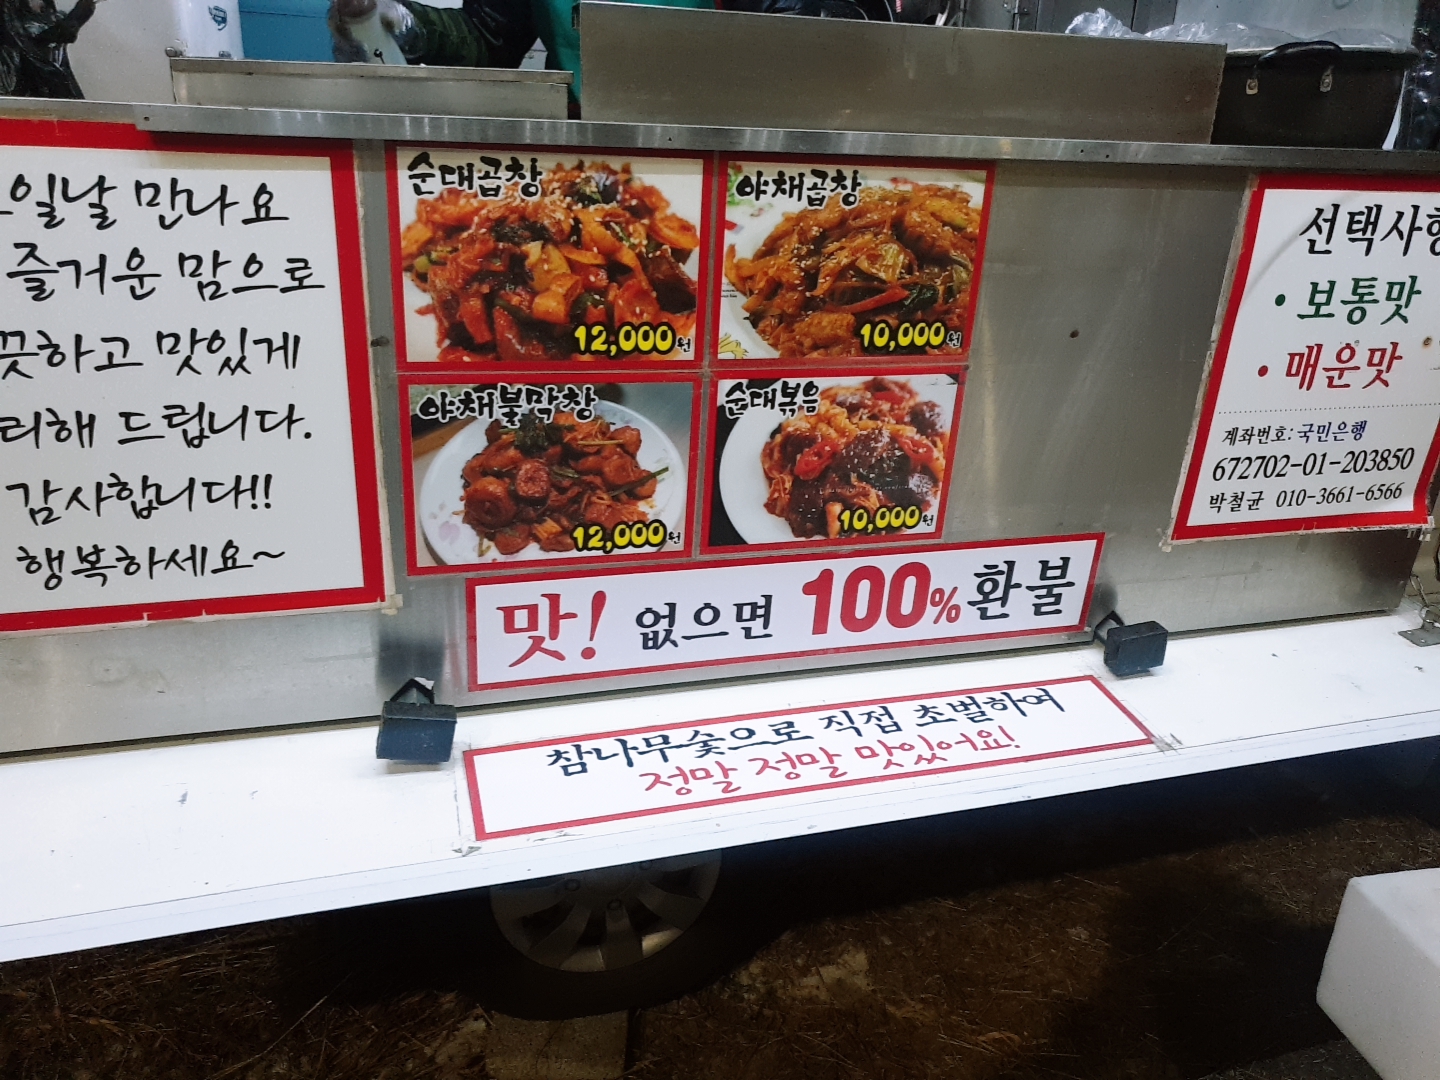 일날 만나요
즐거운 맘으로
끗하고 맛있게
리해 드립니다.
감사합니다!!
행복하세요~
순대곱창
12,000원
야채곱창
10,000원
야채불막창
12,000원
순대볶음
10,000원
맛! 없으면 100% 환불
참나무숯으로 직접 초벌하여
정말 정말 맛있어요!
선택사항
• 보통맛
• 매운맛
계좌번호: 국민은행
672702-01-203850
박철균 010-3661-6566